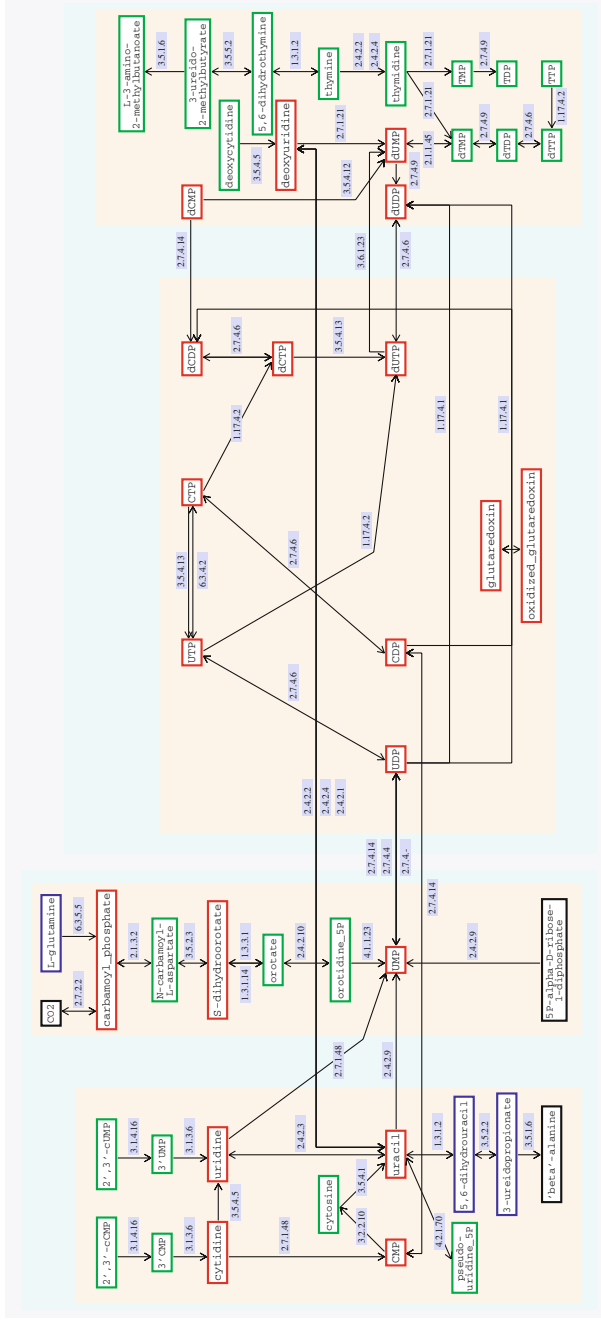 L-3-amino-
2-methylbutanoate
3.5.1.6
3-ureido-
2-methylbutyrate
3.5.5.2
5,6-dihydrothymine
1.3.1.2
thymine
2.4.2.2
2.4.2.4
thymidine
2.7.1.21
TMP
2.7.4.9
TDP
TTP
1.17.4.2
deoxycytidine
3.5.4.5
deoxyuridine
2.7.1.21
dUMP
2.1.1.45
2.7.1.21
dTMP
2.7.4.9
dTDP
2.7.4.6
dTTP
dCMP
3.5.4.12
2.7.4.9
dUDP
2.7.4.14
3.6.1.23
2.7.4.6
dCDP
2.7.4.6
dCTP
3.5.4.13
dUTP
1.17.4.2
1.17.4.1
1.17.4.1
CTP
3.5.4.13
6.3.4.2
1.17.4.2
2.7.4.6
glutaredoxin
oxidized_glutaredoxin
UTP
CDP
2.7.4.6
UDP
2.4.2.2
2.4.2.4
2.4.2.1
2.7.4.14
2.7.4.4
2.7.4.-
2.7.4.14
L-glutamine
6.3.5.5
CO2
2.7.2.2
carbamoyl_phosphate
2.1.3.2
N-carbamoyl-
L-aspartate
3.5.2.3
S-dihydroorotate
1.3.3.1
1.3.1.14
orotate
2.4.2.10
orotidine_5P
4.1.1.23
UMP
2.4.2.9
5P-alpha-D-ribose-
1-diphosphate
2.7.1.48
2.4.2.9
2',3'-cUMP
3.1.4.16
3'UMP
3.1.3.6
uridine
2.4.2.3
uracil
1.3.1.2
5,6-dihydrouracil
3.5.2.2
3-ureidopropionate
3.5.1.6
'beta'-alanine
2',3'-cCMP
3.1.4.16
3'CMP
3.1.3.6
cytidine
3.5.4.5
2.7.1.48
cytosine
3.5.4.1
3.2.2.10
CMP
4.2.1.70
pseudo-
uridine_5P